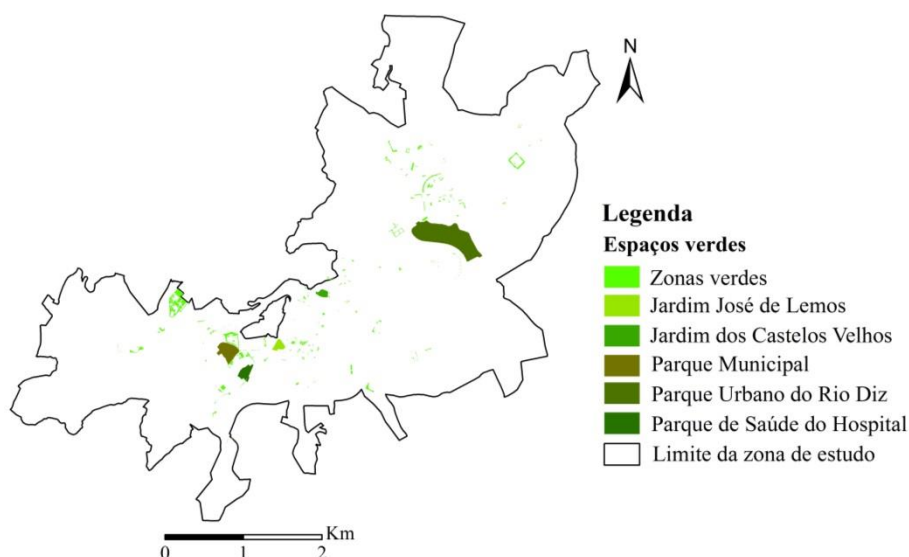 N
Legenda
Espaços verdes
Zonas verdes
Jardim José de Lemos
Jardim dos Castelos Velhos
Parque Municipal
Parque Urbano do Rio Diz
Parque de Saúde do Hospital
Limite da zona de estudo
Km
0 1 2